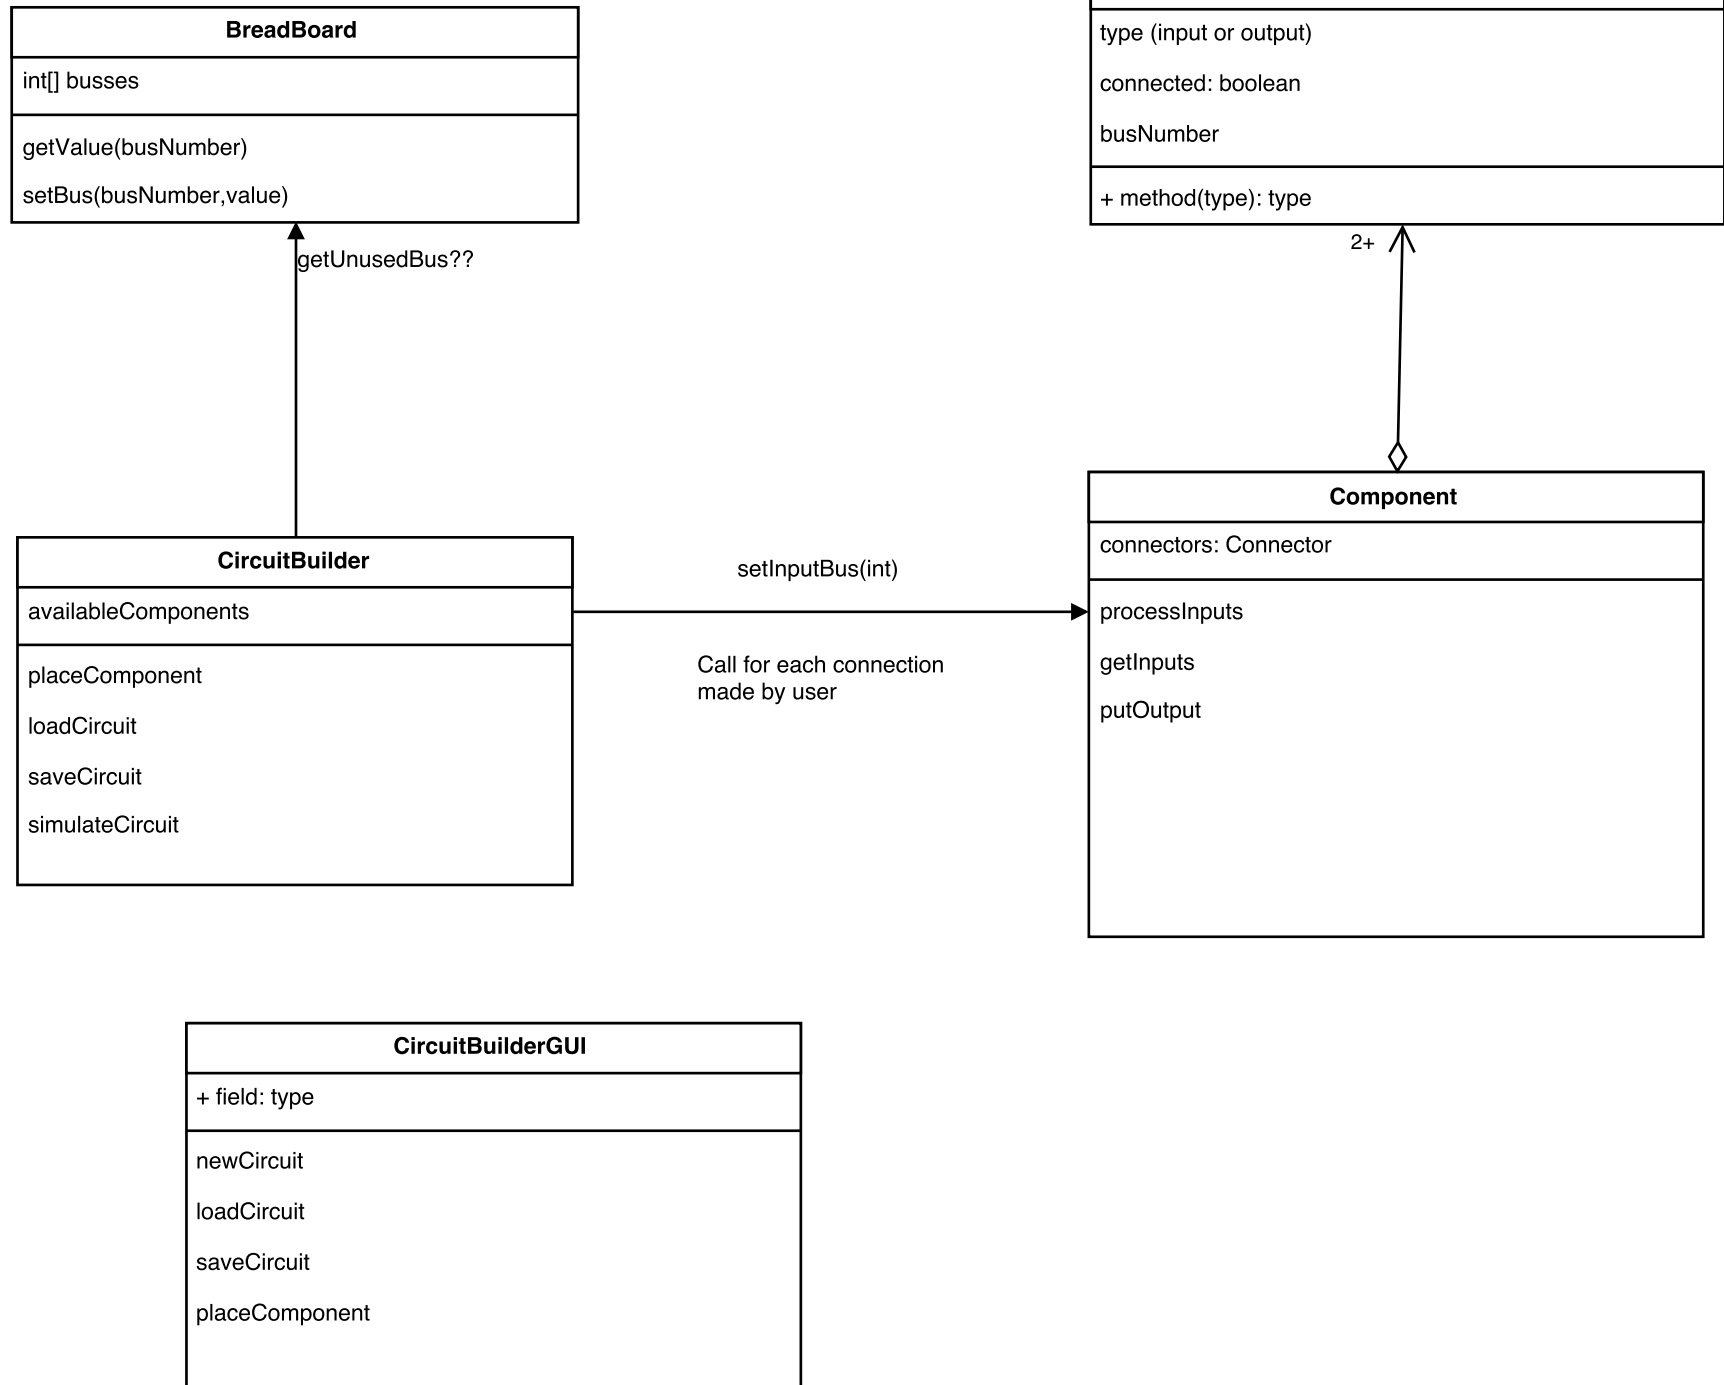 BreadBoard
int[] busses
getValue(busNumber)
setBus(busNumber,value)
getUnusedBus??
type (input or output)
connected: boolean
busNumber
+ method(type): type
2+
CircuitBuilder
availableComponents
placeComponent
loadCircuit
saveCircuit
simulateCircuit
setInputBus(int)
Call for each connection
made by user
Component
connectors: Connector
processInputs
getInputs
putOutput
CircuitBuilderGUI
+ field: type
newCircuit
loadCircuit
saveCircuit
placeComponent